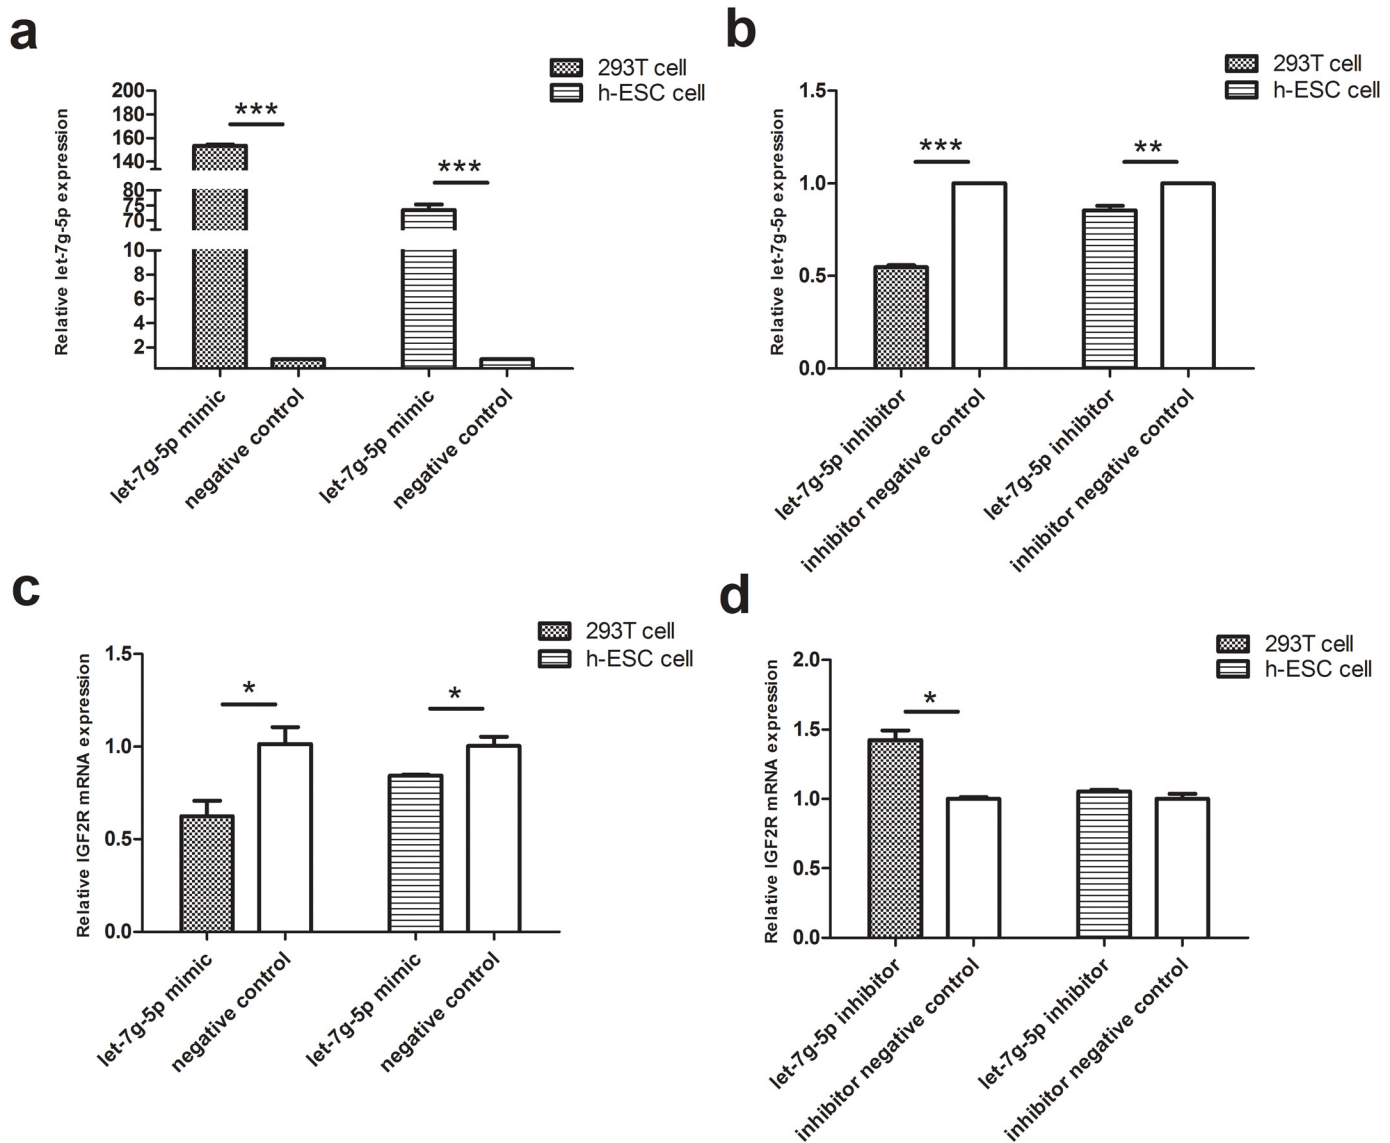 a
293T cell
h-ESC cell
Relative let-7g-5p expression
200
180
160
140
80
75
70
10
8
6
4
2
***
***
let-7g-5p mimic
negative control
let-7g-5p mimic
negative control
b
293T cell
h-ESC cell
Relative let-7g-5p expression
1.5
1.0
0.5
0.0
***
**
let-7g-5p inhibitor
inhibitor negative control
let-7g-5p inhibitor
inhibitor negative control
c
293T cell
h-ESC cell
Relative IGF2R mRNA expression
1.5
1.0
0.5
0.0
*
*
let-7g-5p mimic
negative control
let-7g-5p mimic
negative control
d
293T cell
h-ESC cell
Relative IGF2R mRNA expression
2.0
1.5
1.0
0.5
0.0
*
let-7g-5p inhibitor
inhibitor negative control
let-7g-5p inhibitor
inhibitor negative control